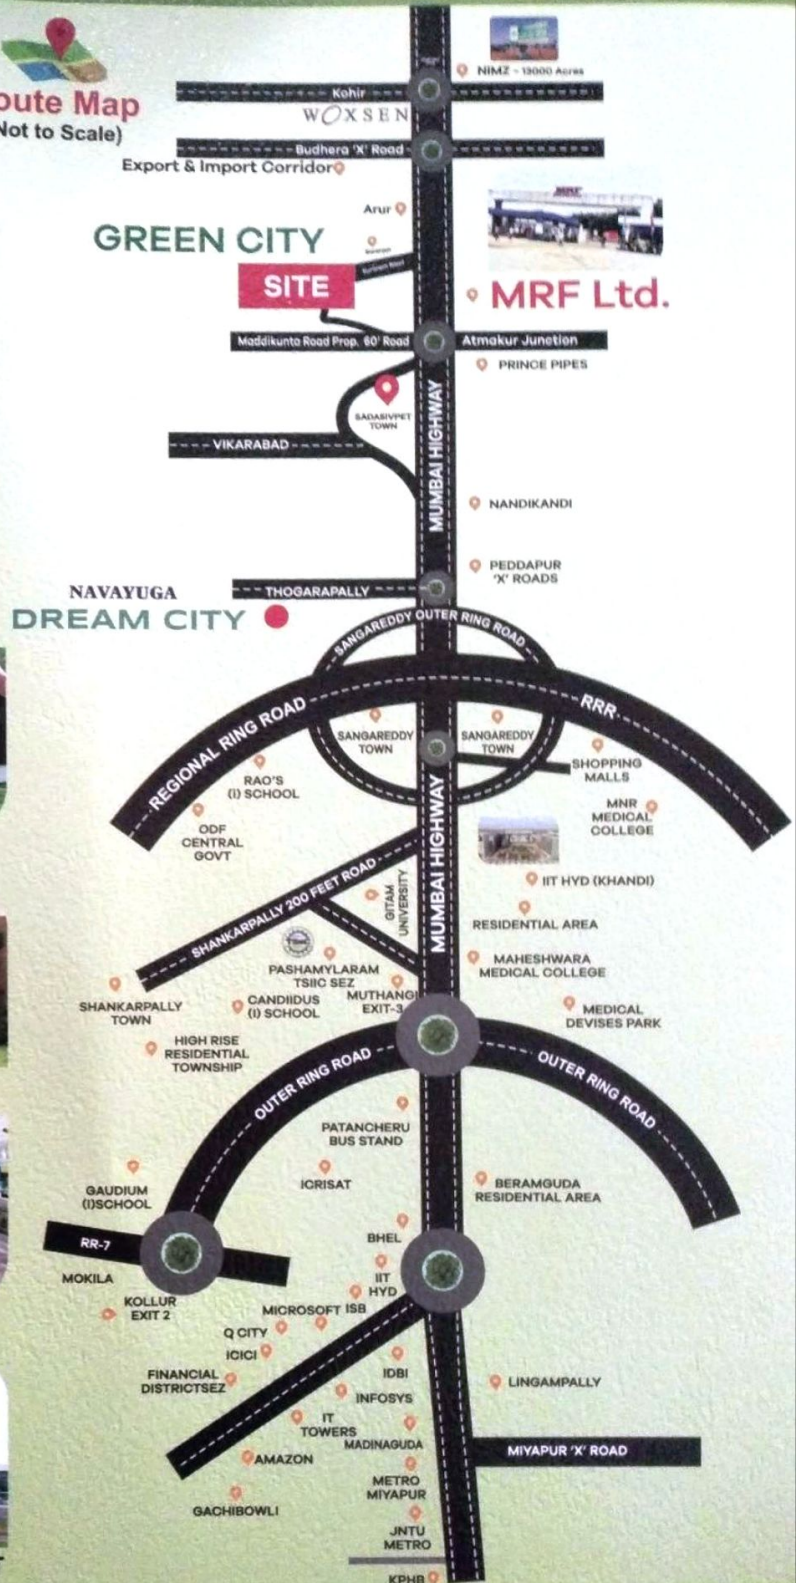 oute Map
Not to Scale)
NIMZ - 13000 Acres
Kohir
WOXSEN
Budhera 'X' Road
Export & Import Corridor
Arur
GREEN CITY
SITE
MRF
MRF Ltd.
Maddikunta Road Prop. 60' Road
Atmakur Junction
PRINCE PIPES
SADASIVPET
TOWN
MUMBAI HIGHWAY
VIKARABAD
NANDIKANDI
PEDDAPUR
'X' ROADS
THOGARAPALLY
NAVAYUGA
DREAM CITY
SANGAREDDY OUTER RING ROAD
REGIONAL RING ROAD
RRR
SANGAREDDY
TOWN
SANGAREDDY
TOWN
SHOPPING
MALLS
RAO'S
(I) SCHOOL
MNR
MEDICAL
COLLEGE
ODF
CENTRAL
GOVT
MUMBAI HIGHWAY
SHANKARPALLY 200 FEET ROAD
GITAM
UNIVERSITY
IIT HYD (KHANDI)
RESIDENTIAL AREA
PASHAMYLARAM
TSIIC SEZ
MAHESHWARA
MEDICAL COLLEGE
SHANKARPALLY
TOWN
CANDIIDUS
(I) SCHOOL
MUTHANGI
EXIT-3
MEDICAL
DEVISES PARK
HIGH RISE
RESIDENTIAL
TOWNSHIP
OUTER RING ROAD
OUTER RING ROAD
PATANCHERU
BUS STAND
ICRISAT
GAUDIUM
(I)SCHOOL
BERAMGUDA
RESIDENTIAL AREA
BHEL
RR-7
MOKILA
IIT
HYD
KOLLUR
EXIT 2
MICROSOFT
ISB
Q CITY
ICICI
IDBI
FINANCIAL
DISTRICTSEZ
LINGAMPALLY
INFOSYS
IT
TOWERS
MADINAGUDA
MIYAPUR 'X' ROAD
AMAZON
METRO
MIYAPUR
GACHIBOWLI
JNTU
METRO
KPHB